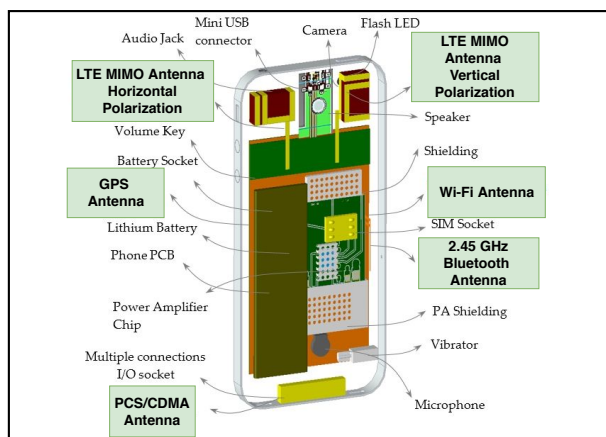 Mini USB
connector
Camera
Flash LED
Audio Jack
LTE MIMO Antenna
Horizontal
Polarization
LTE MIMO
Antenna
Vertical
Polarization
Volume Key
Speaker
Battery Socket
Shielding
GPS
Antenna
Wi-Fi Antenna
Lithium Battery
SIM Socket
Phone PCB
2.45 GHz
Bluetooth
Antenna
Power Amplifier
Chip
PA Shielding
Multiple connections
I/O socket
Vibrator
PCS/CDMA
Antenna
Microphone